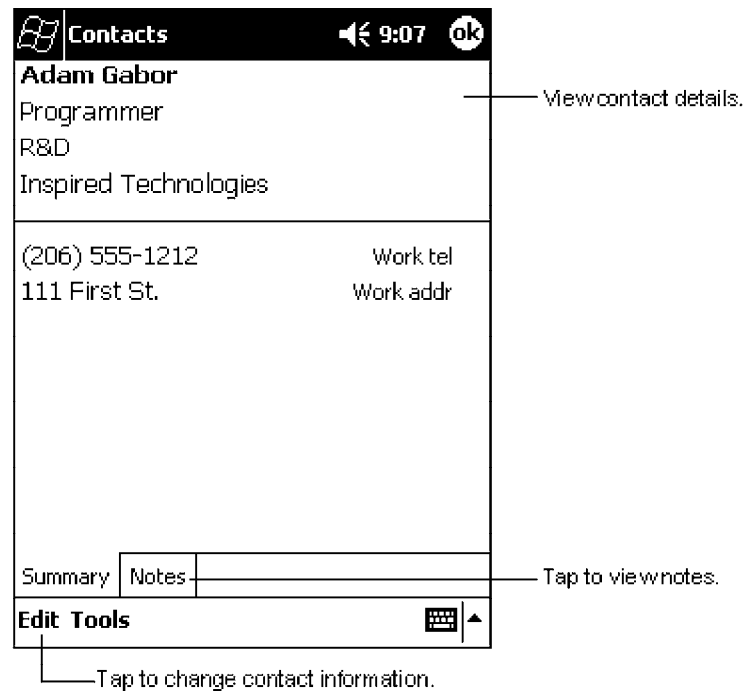 Contacts 9:07 ok
Adam Gabor
Programmer
R&D
Inspired Technologies
View contact details.
(206) 555-1212 Work tel
111 First St. Work addr
Summary Notes
Tap to view notes.
Edit Tools
Tap to change contact information.